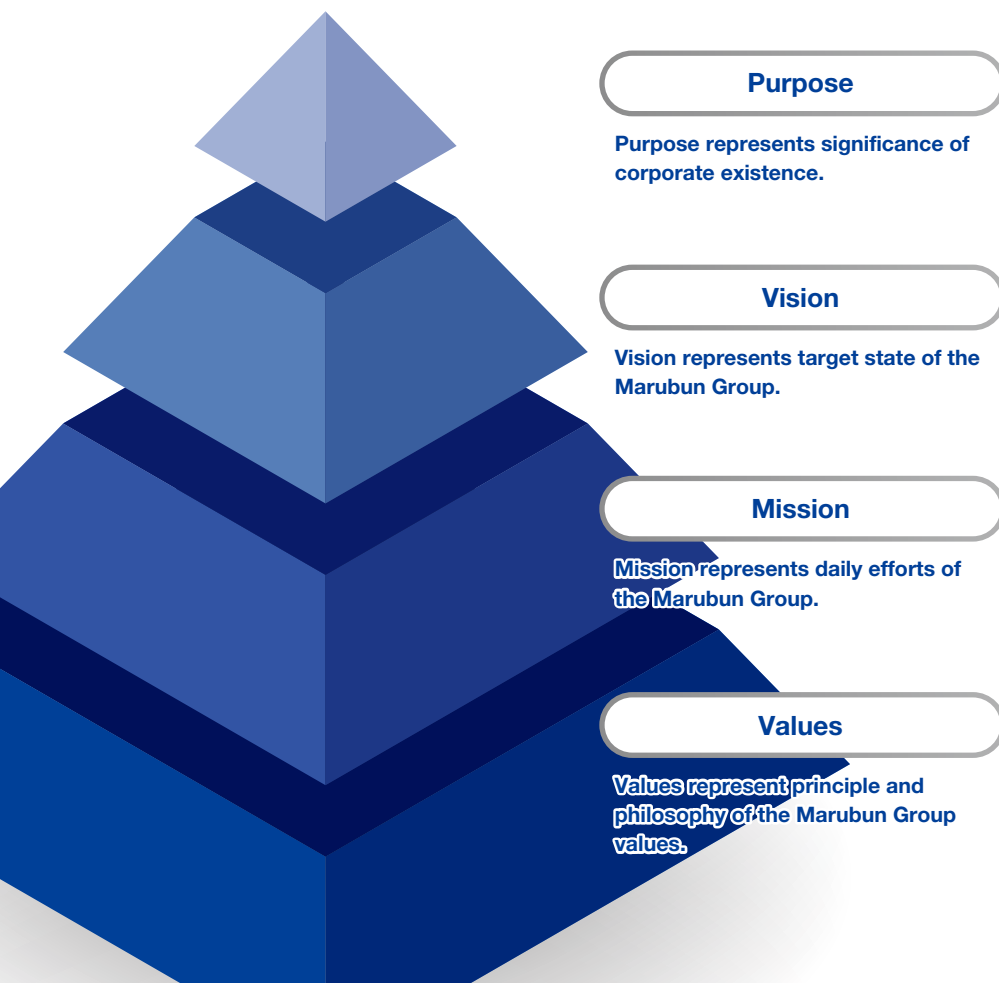 Purpose
Purpose represents significance of
corporate existence.
Vision
Vision represents target state of the
Marubun Group.
Mission
Mission represents daily efforts of
the Marubun Group.
Values
Values represent principle and
philosophy of the Marubun Group
values.